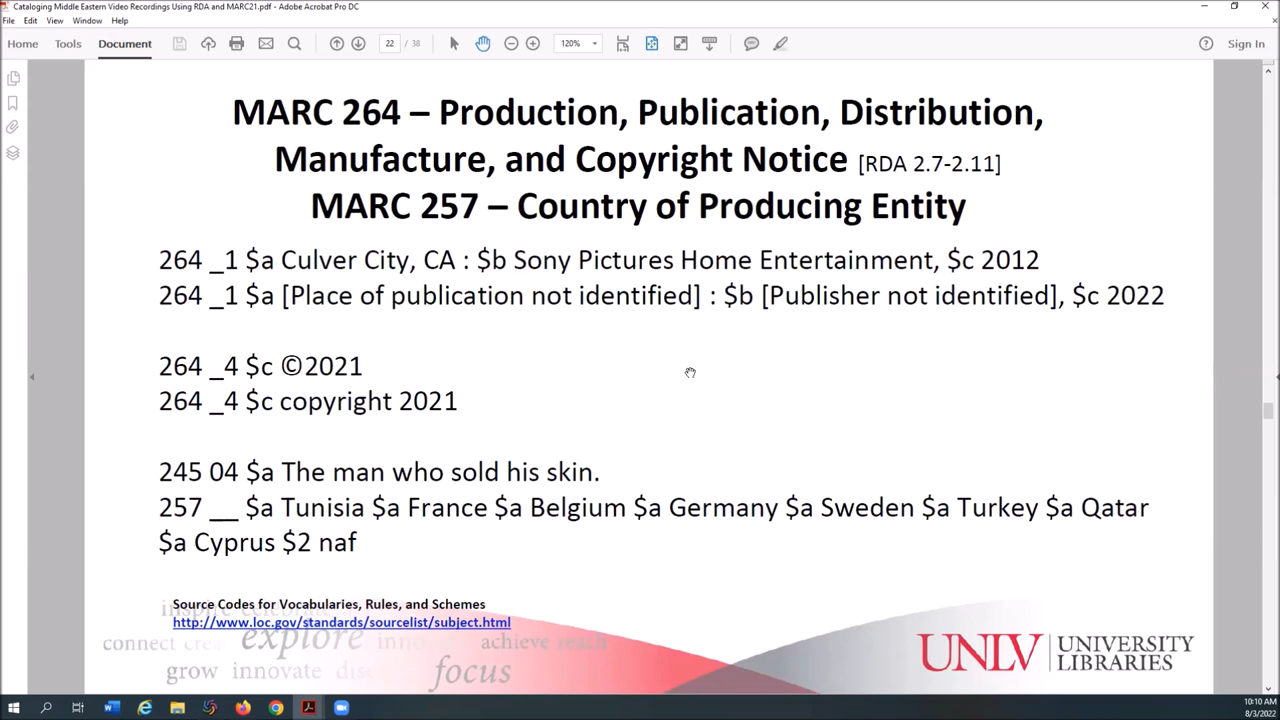 Cataloging Middle Eastern Video Recordings Using RDA and MARC21.pdf - Adobe Acrobat Pro DC
File Edit View Window Help
Home Tools Document 22 / 38 120% Sign In
MARC 264 – Production, Publication, Distribution,
Manufacture, and Copyright Notice [RDA 2.7-2.11]
MARC 257 – Country of Producing Entity
264 _1 $a Culver City, CA : $b Sony Pictures Home Entertainment, $c 2012
264 _1 $a [Place of publication not identified] : $b [Publisher not identified], $c 2022
264 _4 $c ©2021
264 _4 $c copyright 2021
245 04 $a The man who sold his skin.
257 __ $a Tunisia $a France $a Belgium $a Germany $a Sweden $a Turkey $a Qatar
$a Cyprus $2 naf
Source Codes for Vocabularies, Rules, and Schemes
http://www.loc.gov/standards/sourcelist/subject.html
connect explore achieve reach
grow innovate focus
UNLV UNIVERSITY
LIBRARIES
10:10 AM
8/3/2022